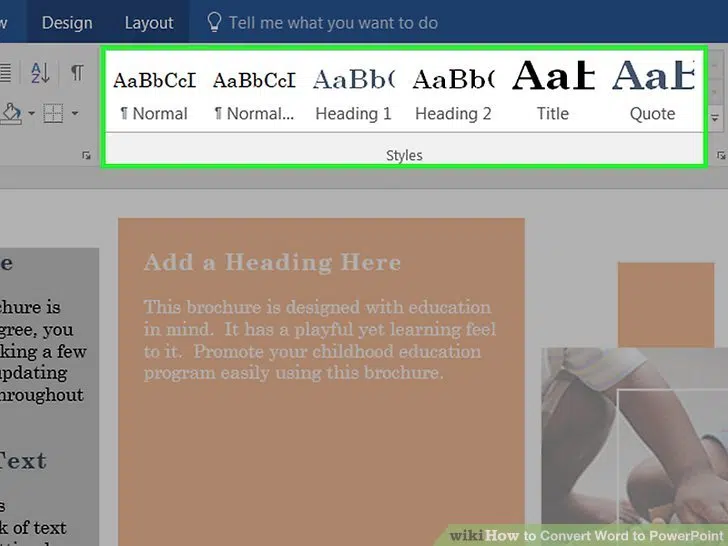 Design Layout Tell me what you want to do
AaBbCcI AaBbCcI AaBb( AaBbC( AaE AaE
¶ Normal ¶ Normal... Heading 1 Heading 2 Title Quote
Styles
Add a Heading Here
This brochure is designed with education
in mind. It has a playful yet learning feel
to it. Promote your childhood education
program easily using this brochure.
chure is
gree, you
king a few
updating
hroughout
Text
s
k of text
wikiHow to Convert Word to PowerPoint